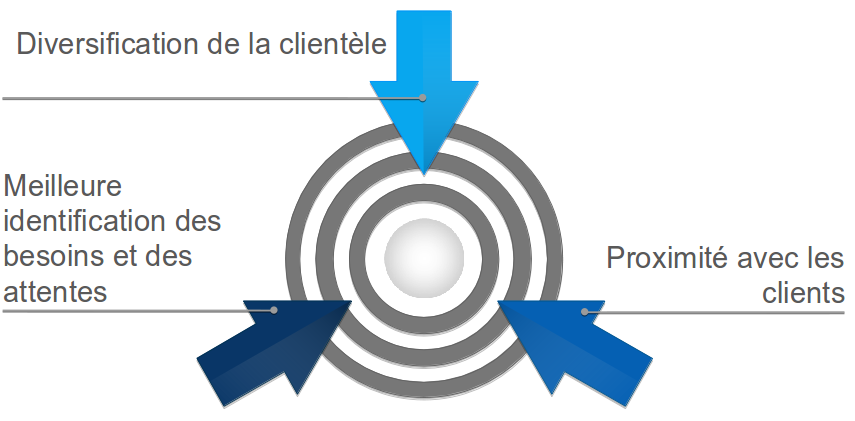 Diversification de la clientèle
Meilleure
identification des
besoins et des
attentes
Proximité avec les
clients